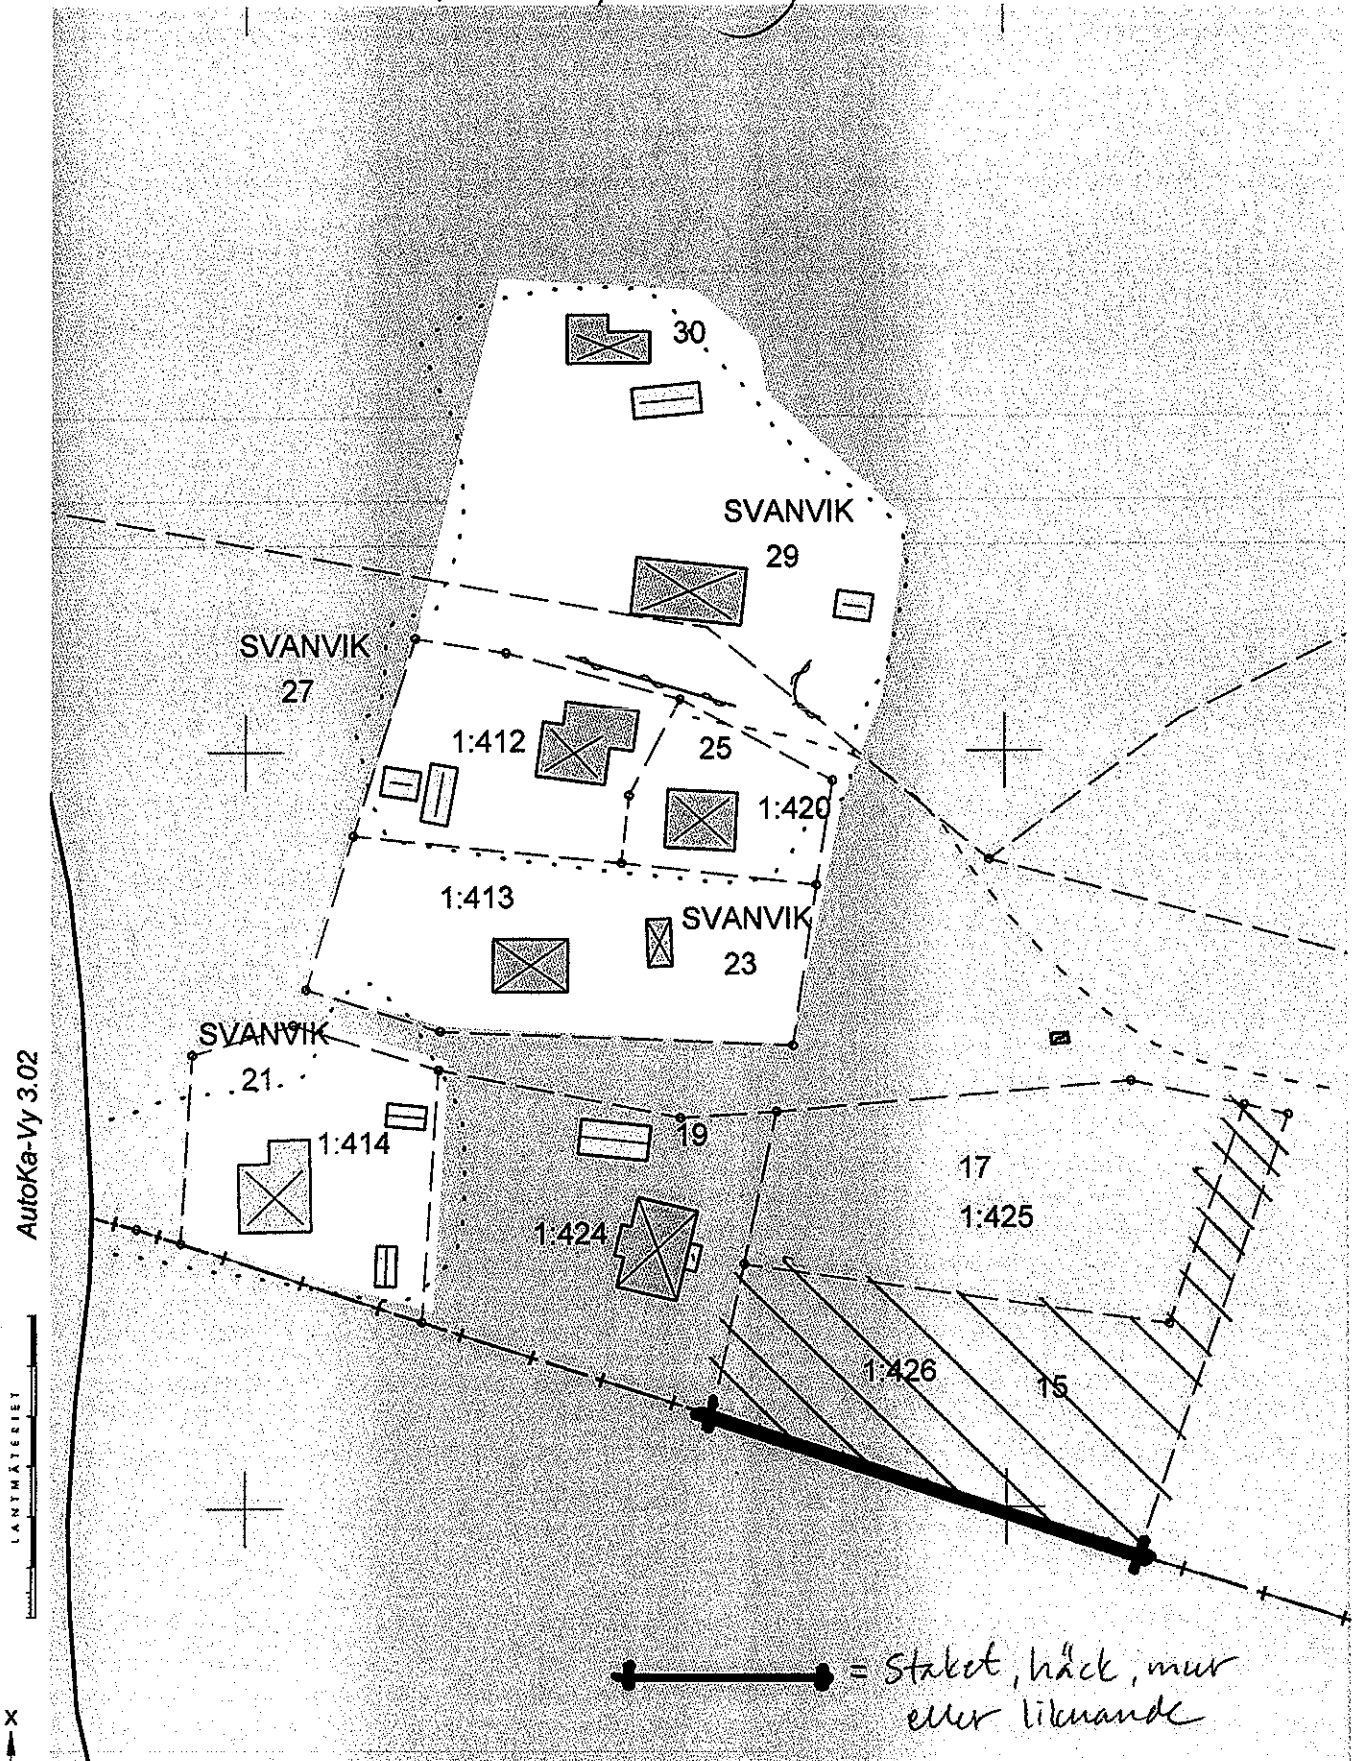 30
SVANVIK
29
SVANVIK
27
1:412
25
1:420
1:413
SVANVIK
23
SVANVIK
21
1:414
19
17
1:424
1:425
1:426
15
AutoKa-Vy 3.02
LANTMÄTERIET
X
= Staket, häck, mur
eller liknande